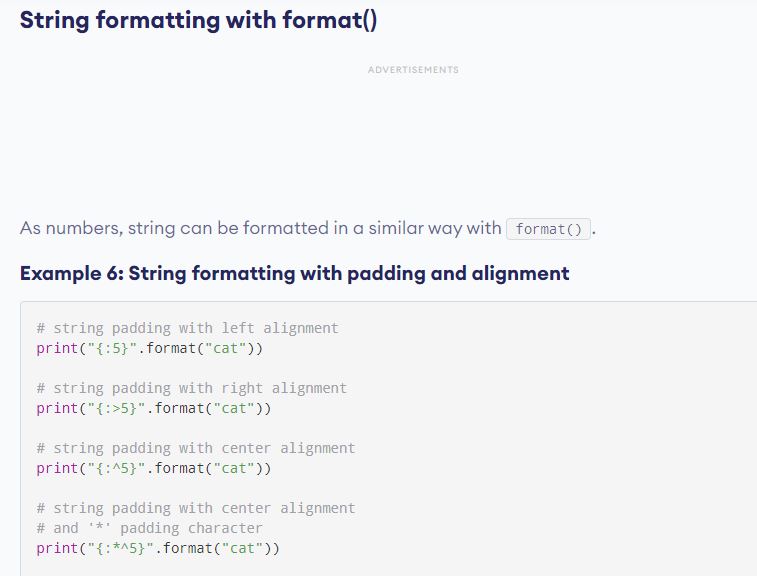 String formatting with format()
ADVERTISEMENTS
As numbers, string can be formatted in a similar way with format().
Example 6: String formatting with padding and alignment
# string padding with left alignment
print("{:5}".format("cat"))
# string padding with right alignment
print("{:>5}".format("cat"))
# string padding with center alignment
print("{:^5}".format("cat"))
# string padding with center alignment
# and '*' padding character
print("{:*^5}".format("cat"))